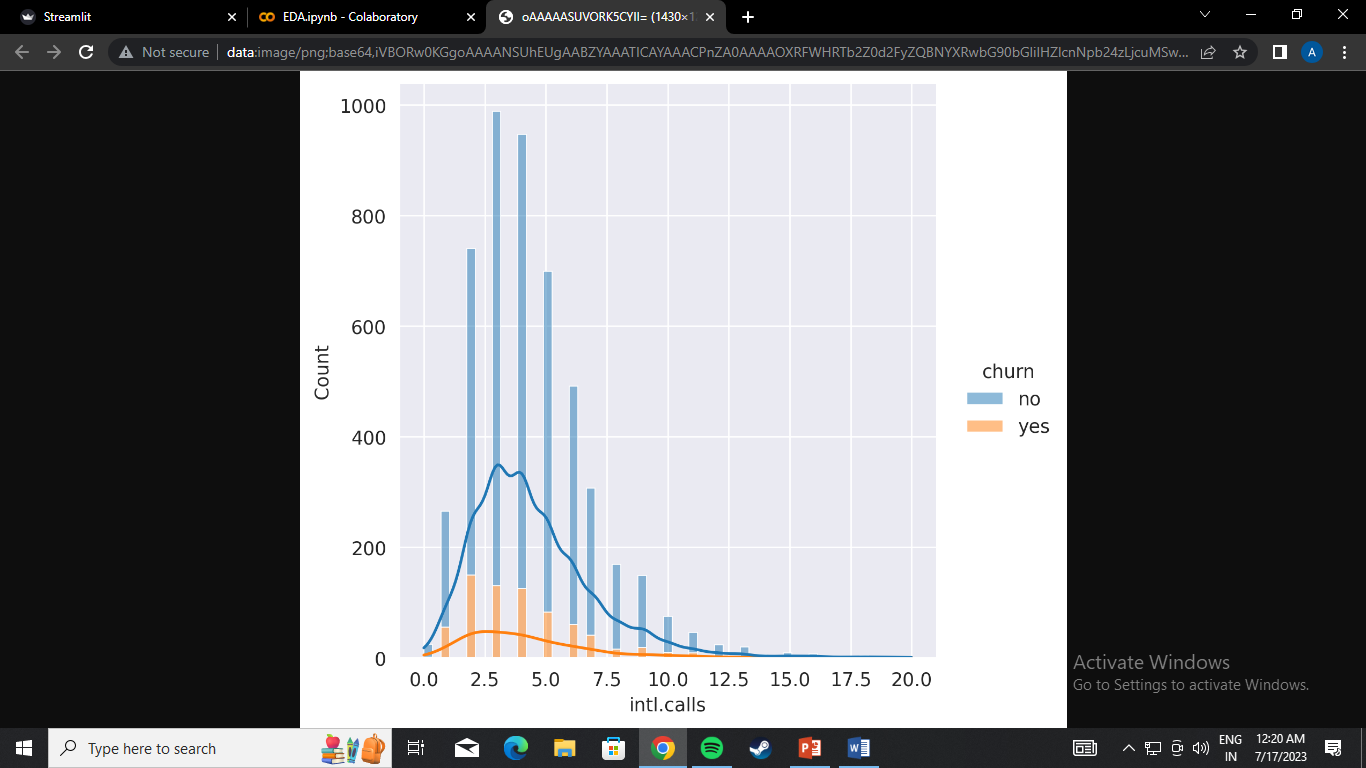 Streamlit
EDA.ipynb - Colaboratory
oAAAAASUVORK5CYII= (1430×1
Not secure
data:image/png;base64,iVBORw0KGgoAAAANSUhEUgAABZYAAATICAYAAACPnZA0AAAAOXRFWHRTb2Z0d2FyZQBNYXRwbG90bGliIHZlcnNpb24zLjcuMSw...
A
1000
800
600
400
200
0
Count
0.0 2.5 5.0 7.5 10.0 12.5 15.0 17.5 20.0
intl.calls
churn
no
yes
Activate Windows
Go to Settings to activate Windows.
Type here to search
ENG
IN
12:20 AM
7/17/2023